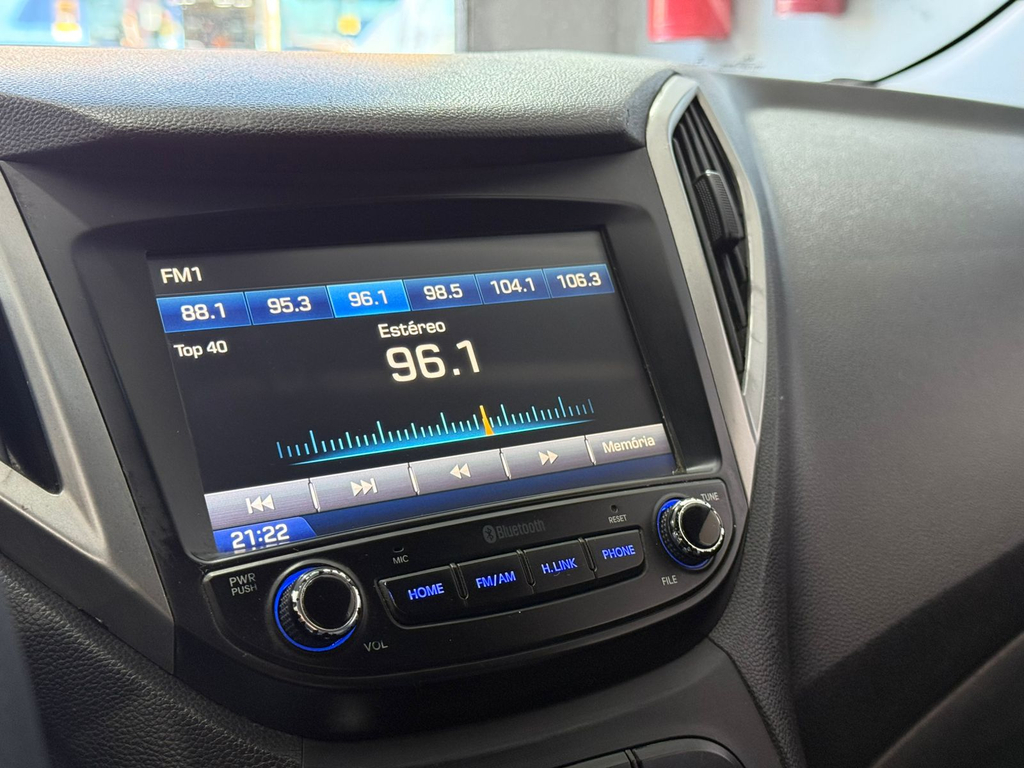 FM1
88.1 95.3 96.1 98.5 104.1 106.3
Estéreo
Top 40
96.1
Memória
21:22
Bluetooth
MIC
RESET
TUNE
PWR
PUSH
HOME FM/AM H.LINK PHONE
FILE
VOL